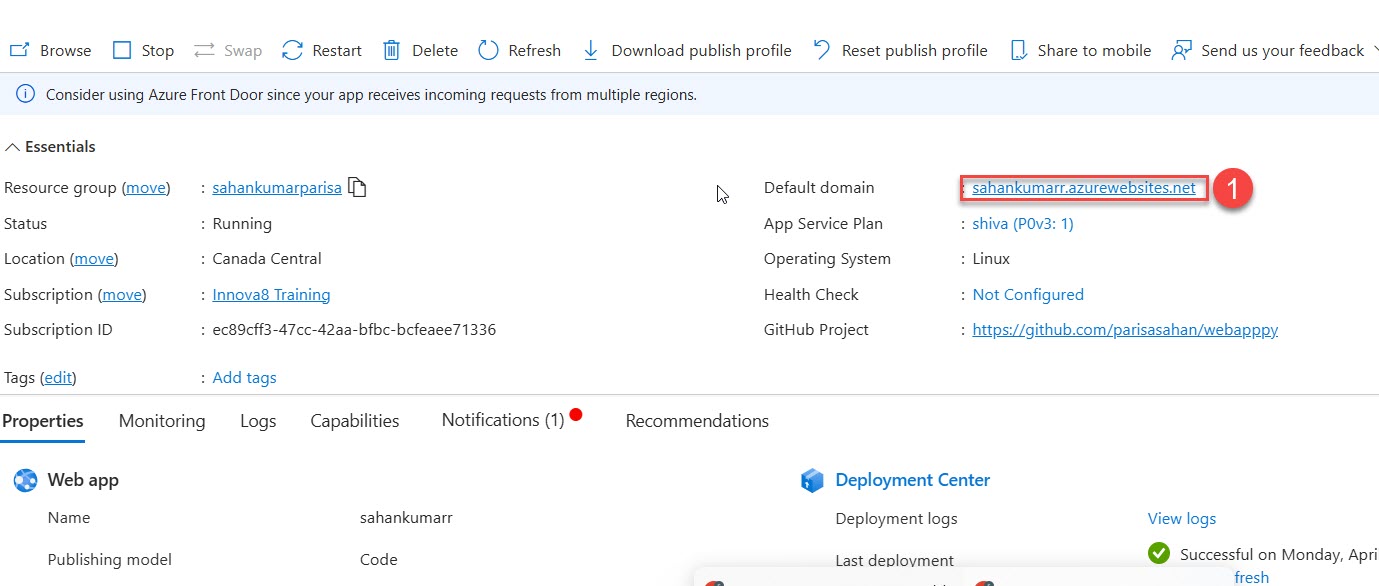 Browse Stop Swap Restart Delete Refresh Download publish profile Reset publish profile Share to mobile Send us your feedback
Consider using Azure Front Door since your app receives incoming requests from multiple regions.
Essentials
Resource group (move) : sahankumarparisa
Status : Running
Location (move) : Canada Central
Subscription (move) : Innova8 Training
Subscription ID : ec89cff3-47cc-42aa-bfbc-bcfeaee71336
Tags (edit) : Add tags
Default domain : sahankumarr.azurewebsites.net 1
App Service Plan : shiva (P0v3: 1)
Operating System : Linux
Health Check : Not Configured
GitHub Project : https://github.com/parisasahan/webapppy
Properties Monitoring Logs Capabilities Notifications (1) Recommendations
Web app
Name sahankumarr
Publishing model Code
Deployment Center
Deployment logs View logs
Last deployment Successful on Monday, April
fresh